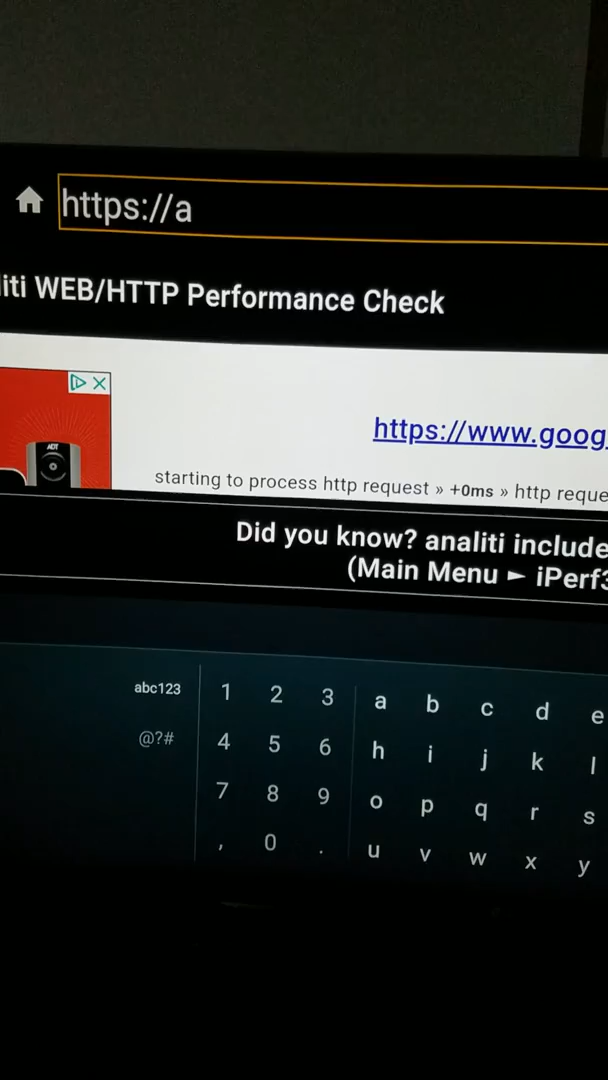 https://a
iti WEB/HTTP Performance Check
ADT
https://www.goog
starting to process http request » +0ms » http reque
Did you know? analiti include
(Main Menu ► iPerf3
abc123 1 2 3 a b c d e
@?# 4 5 6 h i j k l
7 8 9 o p q r s
, 0 . u v w x y